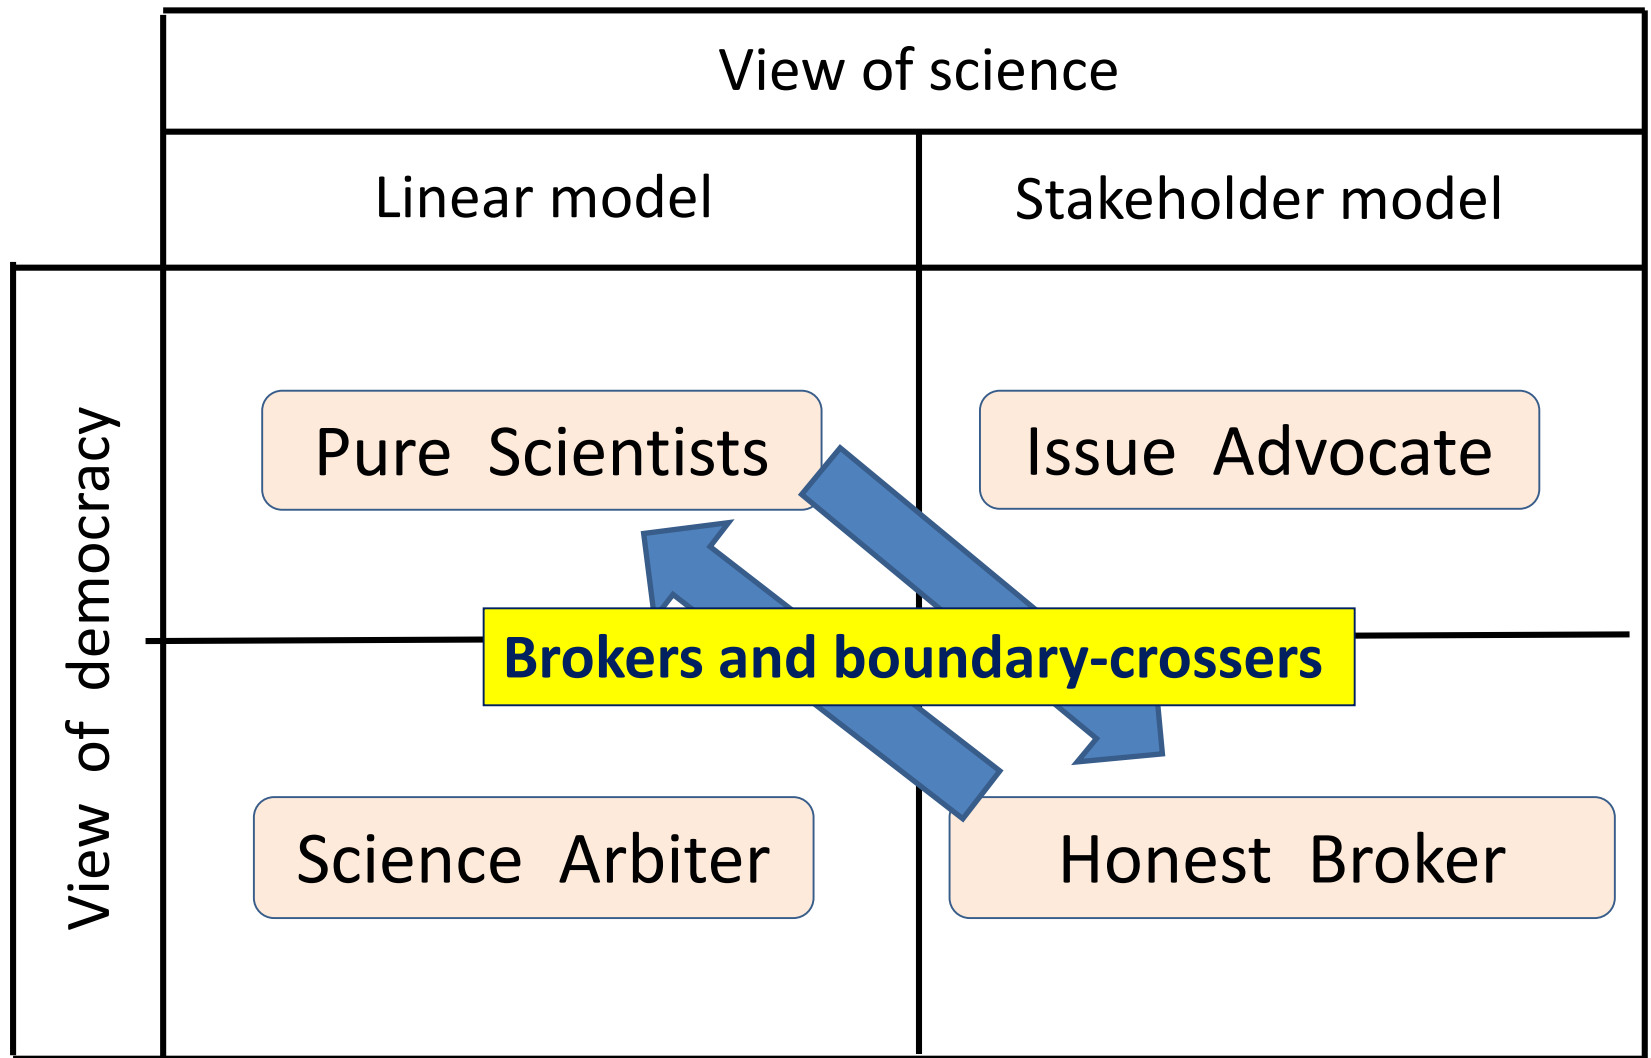 View of science
Linear model
Stakeholder model
View of democracy
Pure Scientists
Issue Advocate
Brokers and boundary-crossers
Science Arbiter
Honest Broker